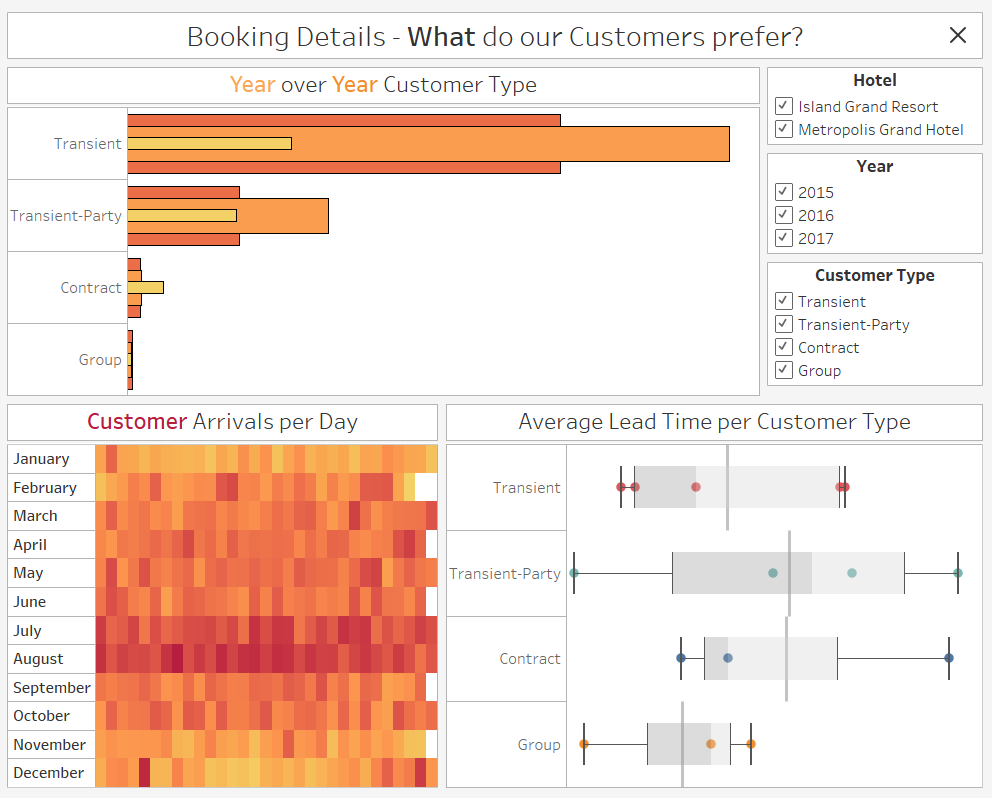 Booking Details - What do our Customers prefer?
Year over Year Customer Type
Transient
Transient-Party
Contract
Group
Hotel
Island Grand Resort
Metropolis Grand Hotel
Year
2015
2016
2017
Customer Type
Transient
Transient-Party
Contract
Group
Customer Arrivals per Day
January
February
March
April
May
June
July
August
September
October
November
December
Average Lead Time per Customer Type
Transient
Transient-Party
Contract
Group